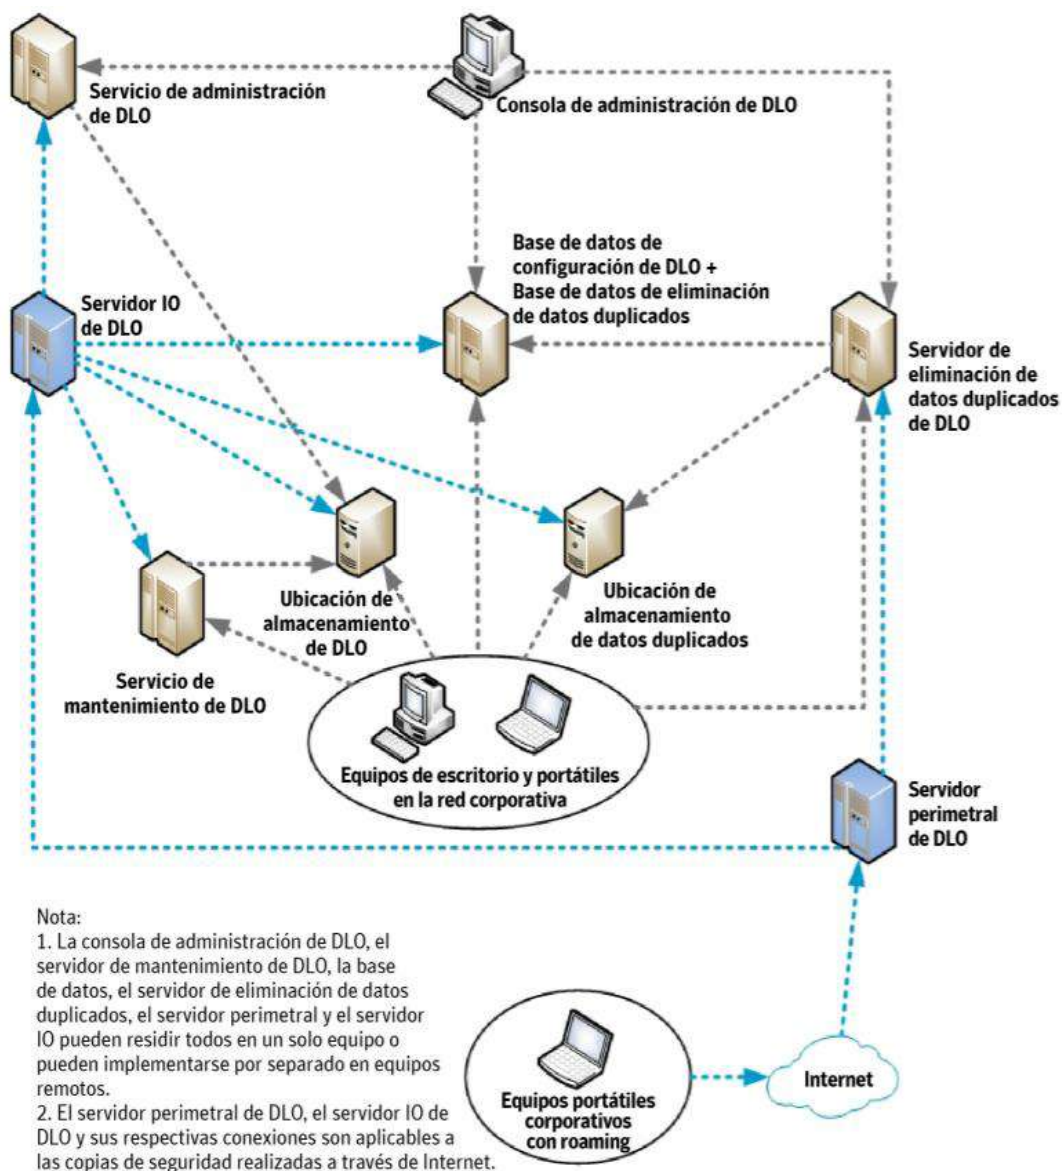 Servicio de administración
de DLO
Consola de administración de DLO
Base de datos de
configuración de DLO +
Base de datos de eliminación
de datos duplicados
Servidor IO
de DLO
Servidor de
eliminación de
datos duplicados
de DLO
Ubicación de
almacenamiento
de DLO
Ubicación de
almacenamiento
de datos duplicados
Servicio de
mantenimiento de DLO
Equipos de escritorio y portátiles
en la red corporativa
Servidor
perimetral
de DLO
Nota:
1. La consola de administración de DLO, el
servidor de mantenimiento de DLO, la base
de datos, el servidor de eliminación de datos
duplicados, el servidor perimetral y el servidor
IO pueden residir todos en un solo equipo o
pueden implementarse por separado en equipos
remotos.
2. El servidor perimetral de DLO, el servidor IO de
DLO y sus respectivas conexiones son aplicables a
las copias de seguridad realizadas a través de Internet.
Equipos portátiles
corporativos
con roaming
Internet